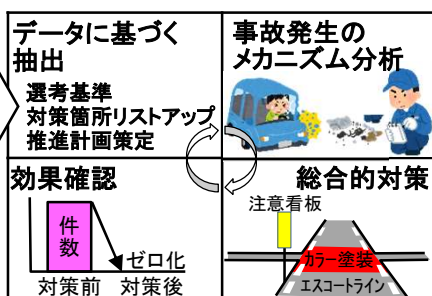 データに基づく
抽出
選考基準
対策箇所リストアップ
推進計画策定
事故発生の
メカニズム分析
効果確認
件
数
ゼロ化
対策前 対策後
総合的対策
注意看板
カラー塗装
エスコートライン